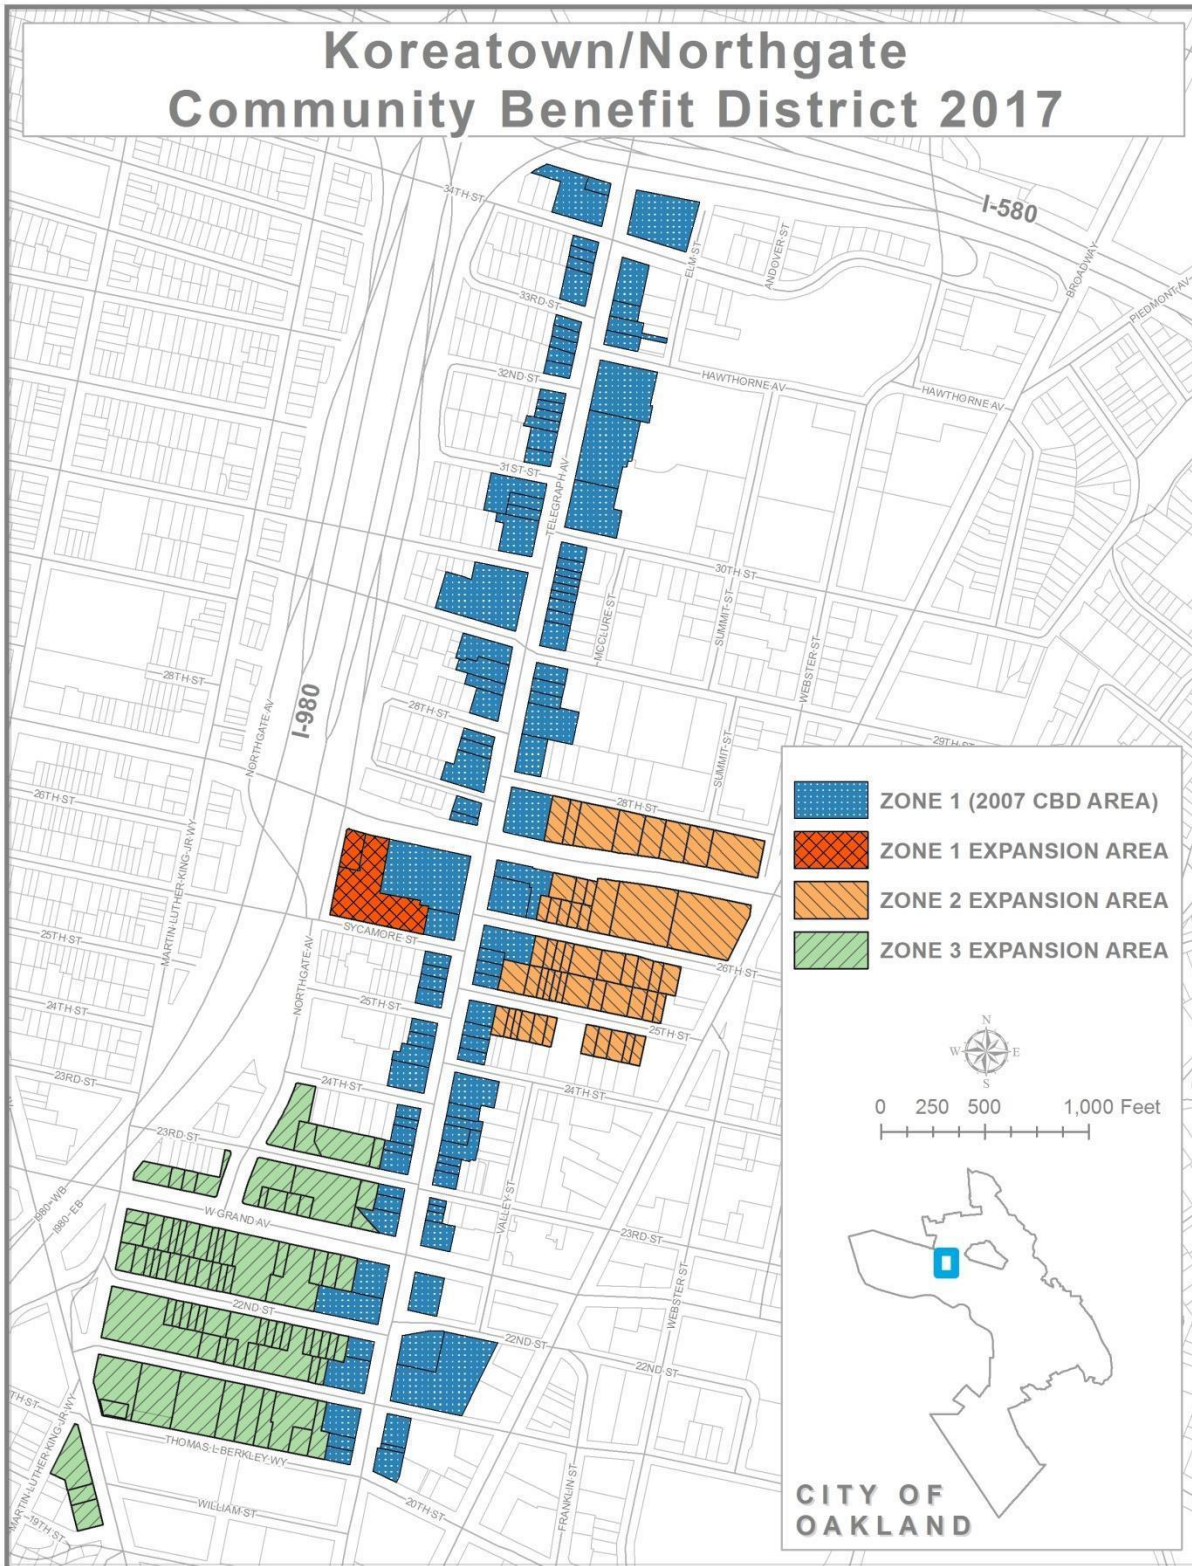 Koreatown/Northgate
Community Benefit District 2017
I-580
34TH ST
ELM ST
ANDOVER ST
BROADWAY
PIEDMONT AV
33RD ST
32ND ST
HAWTHORNE AV
HAWTHORNE AV
31ST ST
TELEGRAPH AV
30TH ST
MCCLURE ST
SUMMIT ST
WEBSTER ST
28TH ST
I-980
NORTHGATE AV
28TH ST
SUMMIT ST
29TH ST
26TH ST
28TH ST
MARTIN LUTHER KING JR WY
ZONE 1 (2007 CBD AREA)
ZONE 1 EXPANSION AREA
ZONE 2 EXPANSION AREA
ZONE 3 EXPANSION AREA
SYCAMORE ST
25TH ST
NORTHGATE AV
26TH ST
24TH ST
25TH ST
25TH ST
23RD ST
24TH ST
24TH ST
N
W E
S
0 250 500 1,000 Feet
23RD ST
I980-WB
I980-EB
W GRAND AV
VALLEY ST
23RD ST
WEBSTER ST
22ND ST
22ND ST
22ND ST
TH ST
MARTIN LUTHER KING JR WY
THOMAS L BERKLEY WY
WILLIAM ST
20TH ST
FRANKLIN ST
19TH ST
CITY OF
OAKLAND